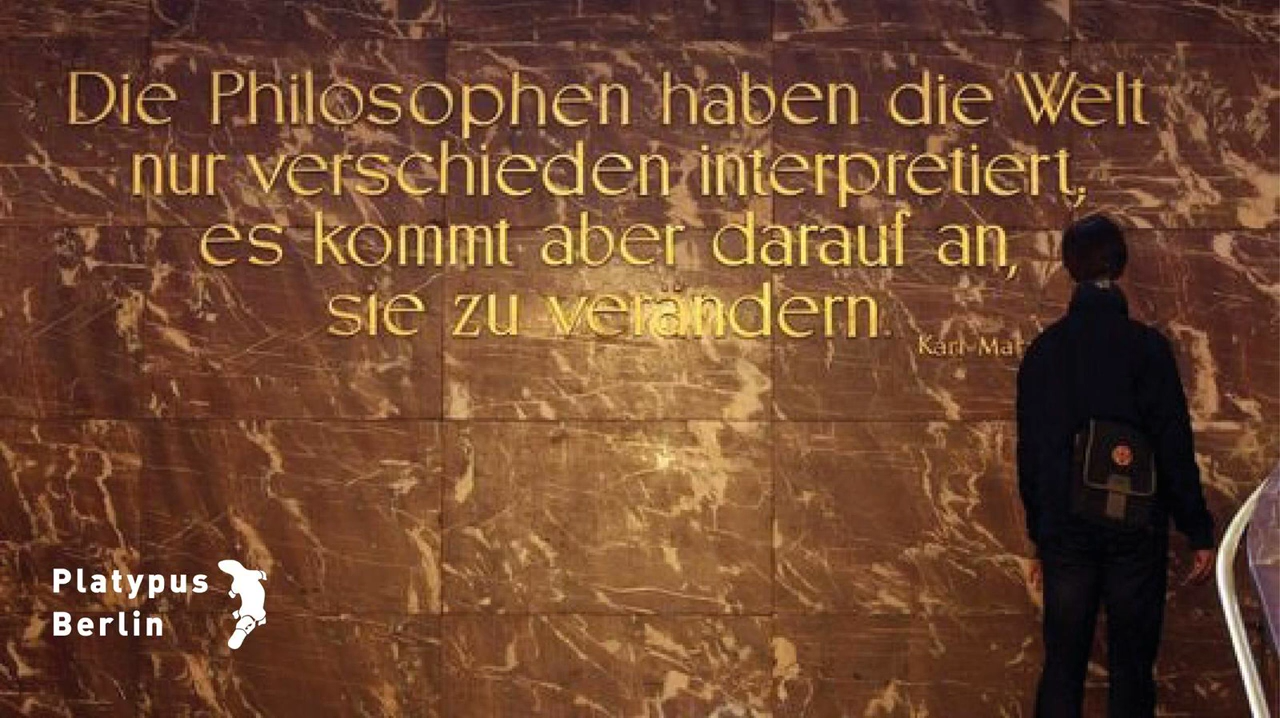 Die Philosophen haben die Welt
nur verschieden interpretiert,
es kommt aber darauf an,
sie zu verändern.
Karl Mar
Platypus
Berlin